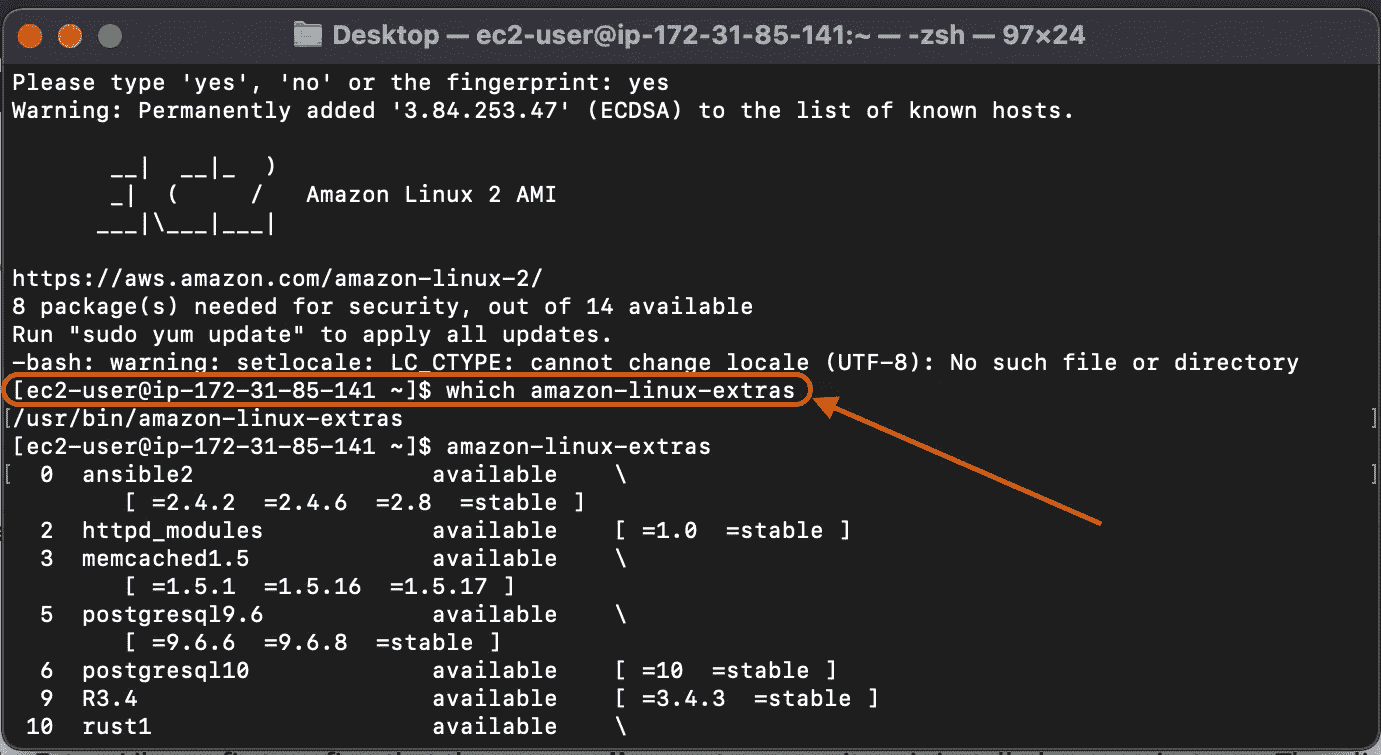 Desktop — ec2-user@ip-172-31-85-141:~ — -zsh — 97×24
Please type 'yes', 'no' or the fingerprint: yes
Warning: Permanently added '3.84.253.47' (ECDSA) to the list of known hosts.
       __|  __|_  )
       _|  (     /   Amazon Linux 2 AMI
      ___|\___|___|
https://aws.amazon.com/amazon-linux-2/
8 package(s) needed for security, out of 14 available
Run "sudo yum update" to apply all updates.
-bash: warning: setlocale: LC_CTYPE: cannot change locale (UTF-8): No such file or directory
[ec2-user@ip-172-31-85-141 ~]$ which amazon-linux-extras
[/usr/bin/amazon-linux-extras ]
[ec2-user@ip-172-31-85-141 ~]$ amazon-linux-extras
[  0  ansible2                 available    \ ]
        [ =2.4.2  =2.4.6  =2.8  =stable ]
  2  httpd_modules            available    [ =1.0  =stable ]
  3  memcached1.5             available    \
        [ =1.5.1  =1.5.16  =1.5.17 ]
  5  postgresql9.6            available    \
        [ =9.6.6  =9.6.8  =stable ]
  6  postgresql10             available    [ =10  =stable ]
  9  R3.4                     available    [ =3.4.3  =stable ]
 10  rust1                    available    \